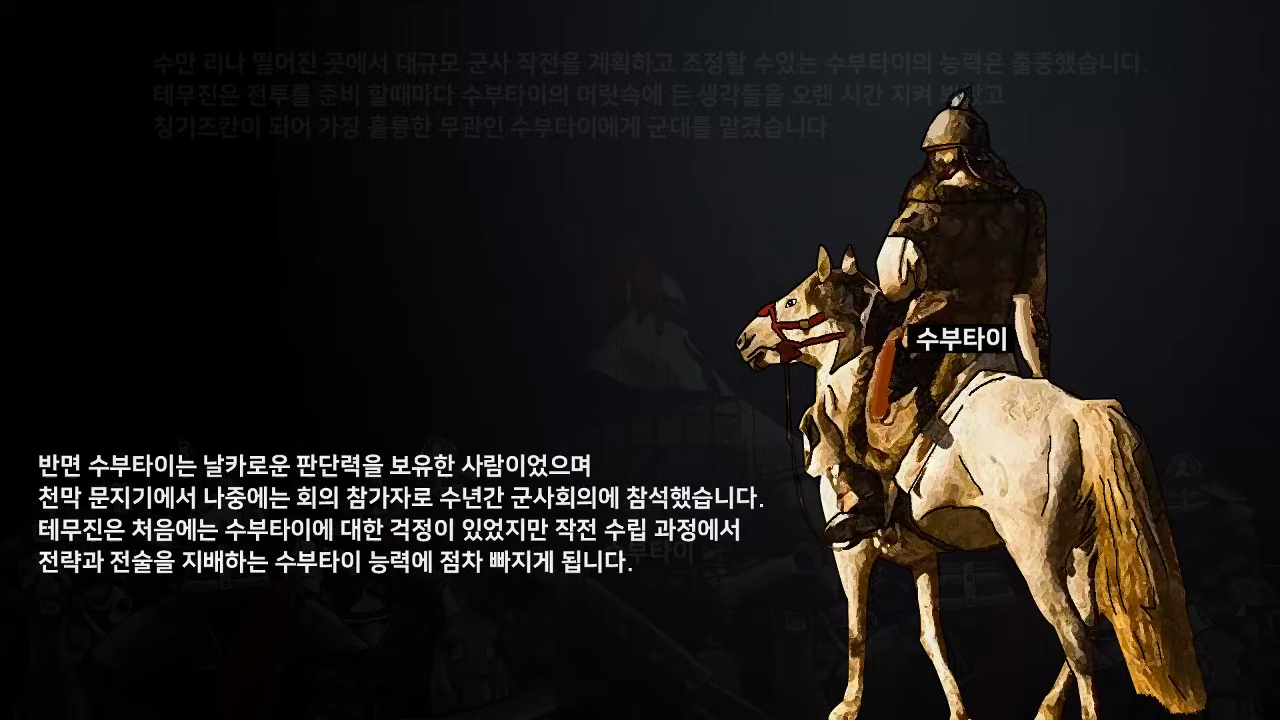 수만 리나 떨어진 곳에서 대규모 군사 작전을 계획하고 조정할 수있는 수부타이의 능력은 출중했습니다.
테무진은 전투를 준비 할때마다 수부타이의 머릿속에 든 생각들을 오랜 시간 지켜
칭기즈칸이 되어 가장 훌륭한 무관인 수부타이에게 군대를 맡겼습니다.
수부타이
반면 수부타이는 날카로운 판단력을 보유한 사람이었으며
천막 문지기에서 나중에는 회의 참가자로 수년간 군사회의에 참석했습니다.
테무진은 처음에는 수부타이에 대한 걱정이 있었지만 작전 수립 과정에서
전략과 전술을 지배하는 수부타이 능력에 점차 빠지게 됩니다.